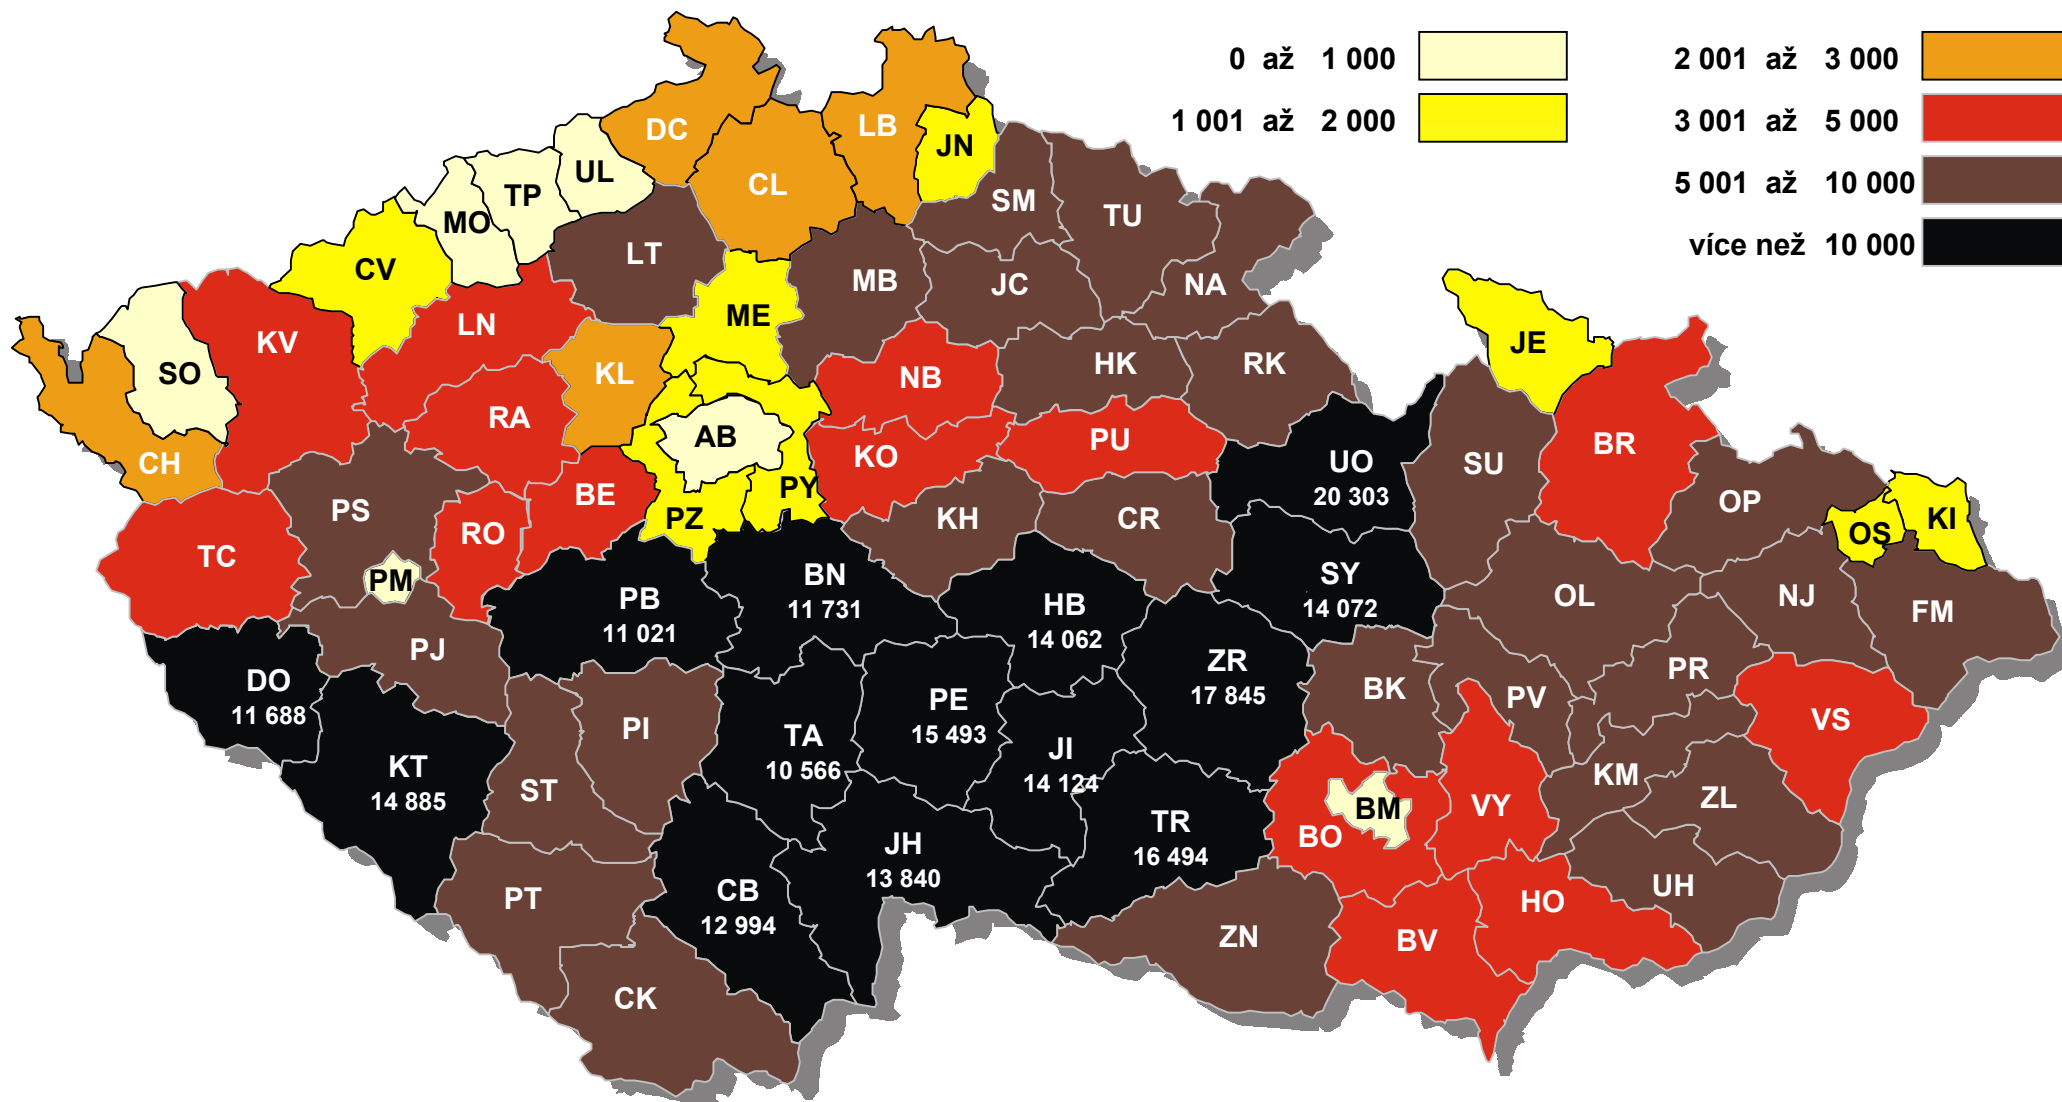 0 až 1 000
1 001 až 2 000
2 001 až 3 000
3 001 až 5 000
5 001 až 10 000
více než 10 000
DC
LB
JN
UL
TP
MO
CL
SM
TU
CV
LT
MB
JC
NA
ME
LN
KV
SO
KL
NB
HK
RK
JE
RA
AB
KO
PU
CH
BE
PY
PZ
UO
20 303
SU
BR
OP
OS
KI
PS
RO
KH
CR
TC
PM
PB
11 021
BN
11 731
HB
14 062
SY
14 072
OL
NJ
FM
PJ
DO
11 688
ZR
17 845
BK
PV
PR
VS
PI
TA
10 566
PE
15 493
JI
14 124
KT
14 885
ST
TR
16 494
BO
BM
VY
KM
ZL
JH
13 840
CB
12 994
PT
UH
HO
ZN
BV
CK